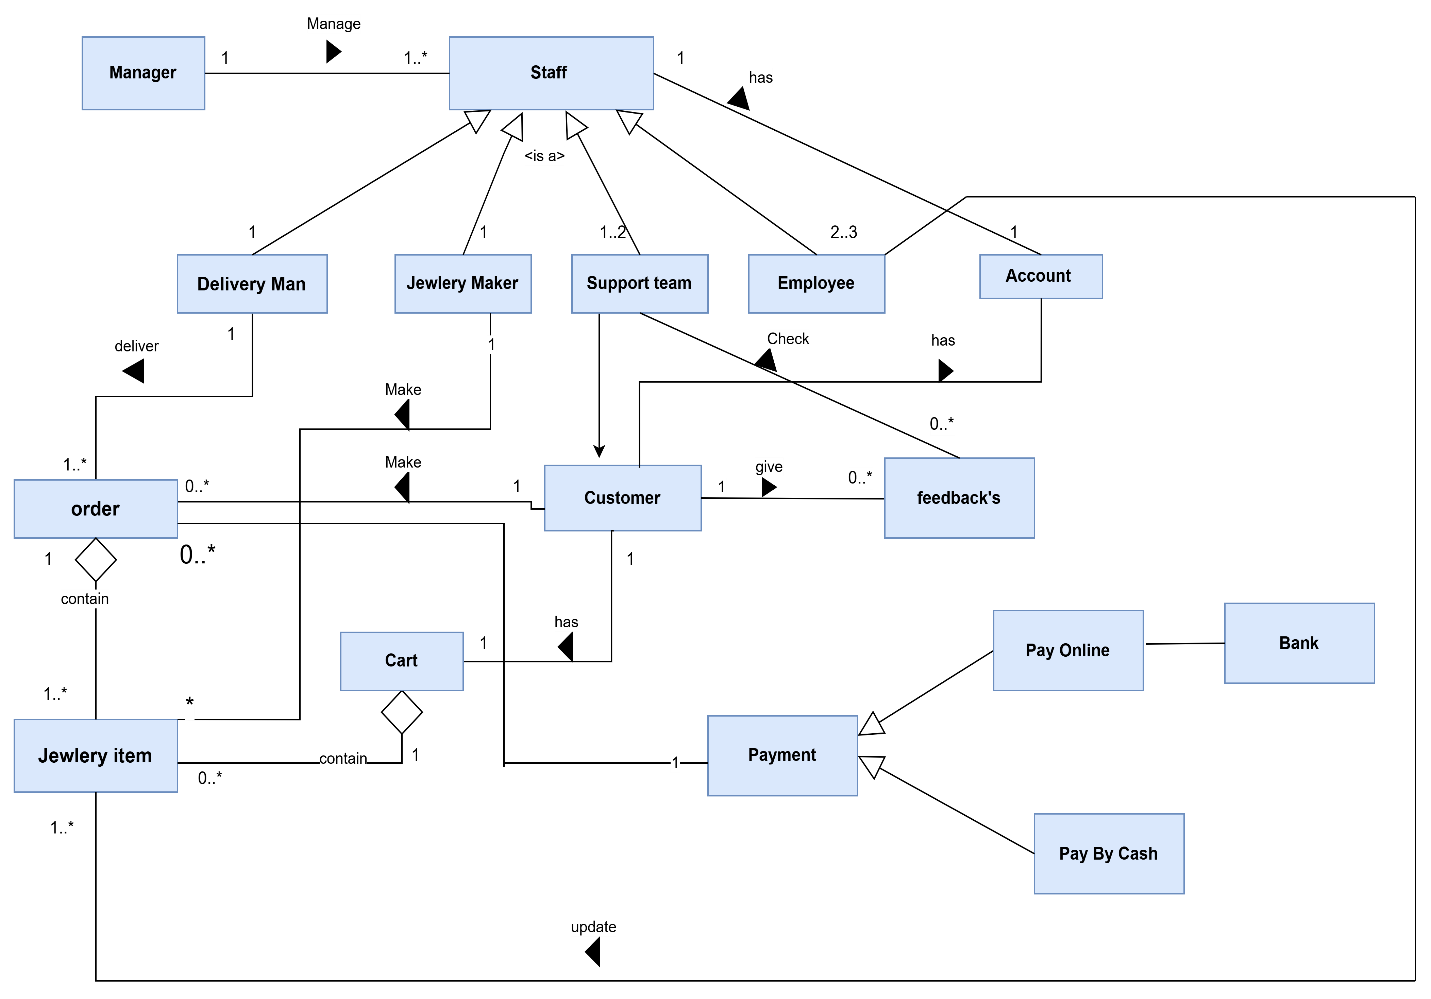 Manage
1
1..*
1
Manager
Staff
has
<is a>
1
1
1..2
2..3
1
Delivery Man
Jewlery Maker
Support team
Employee
Account
1
1
deliver
Check
has
Make
0..*
1..*
Make
0..*
1
give
1
0..*
order
Customer
feedback's
1
0..*
1
contain
has
1
Cart
Pay Online
Bank
1..*
*
Jewlery item
contain
1
0..*
1
Payment
1..*
Pay By Cash
update